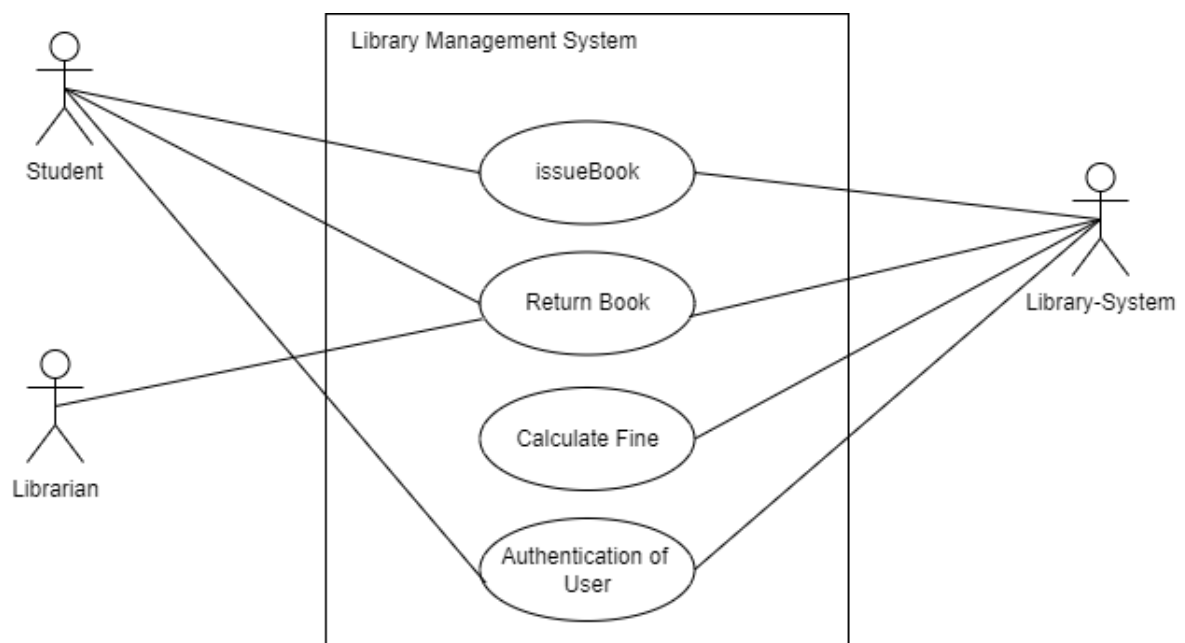 Library Management System
Student
issueBook
Return Book
Library-System
Calculate Fine
Librarian
Authentication of
User